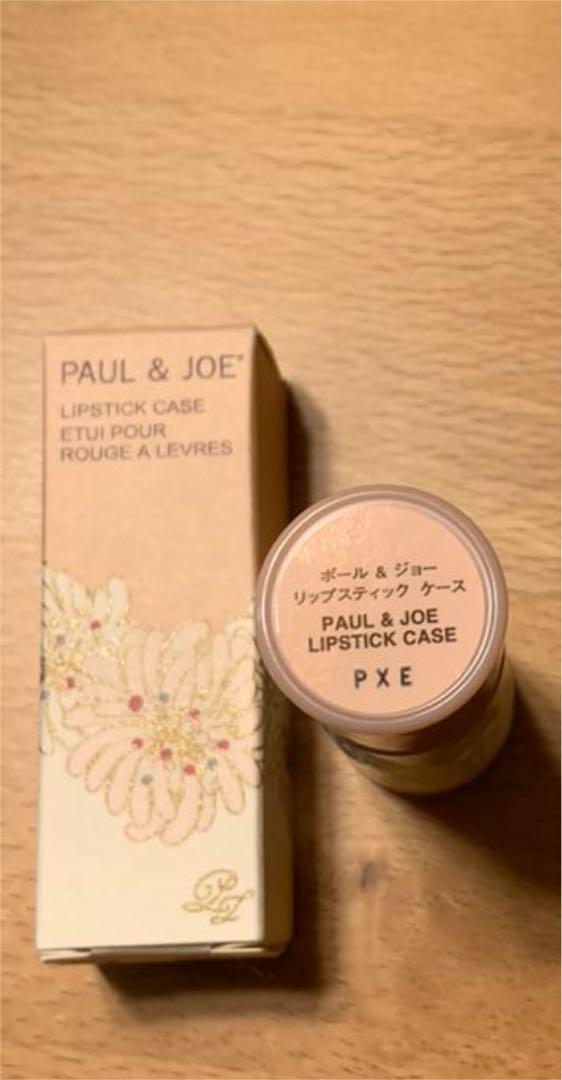 PAUL & JOE®
LIPSTICK CASE
ETUI POUR
ROUGE A LEVRES
ポール & ジョー
リップスティック ケース
PAUL & JOE
LIPSTICK CASE
PXE